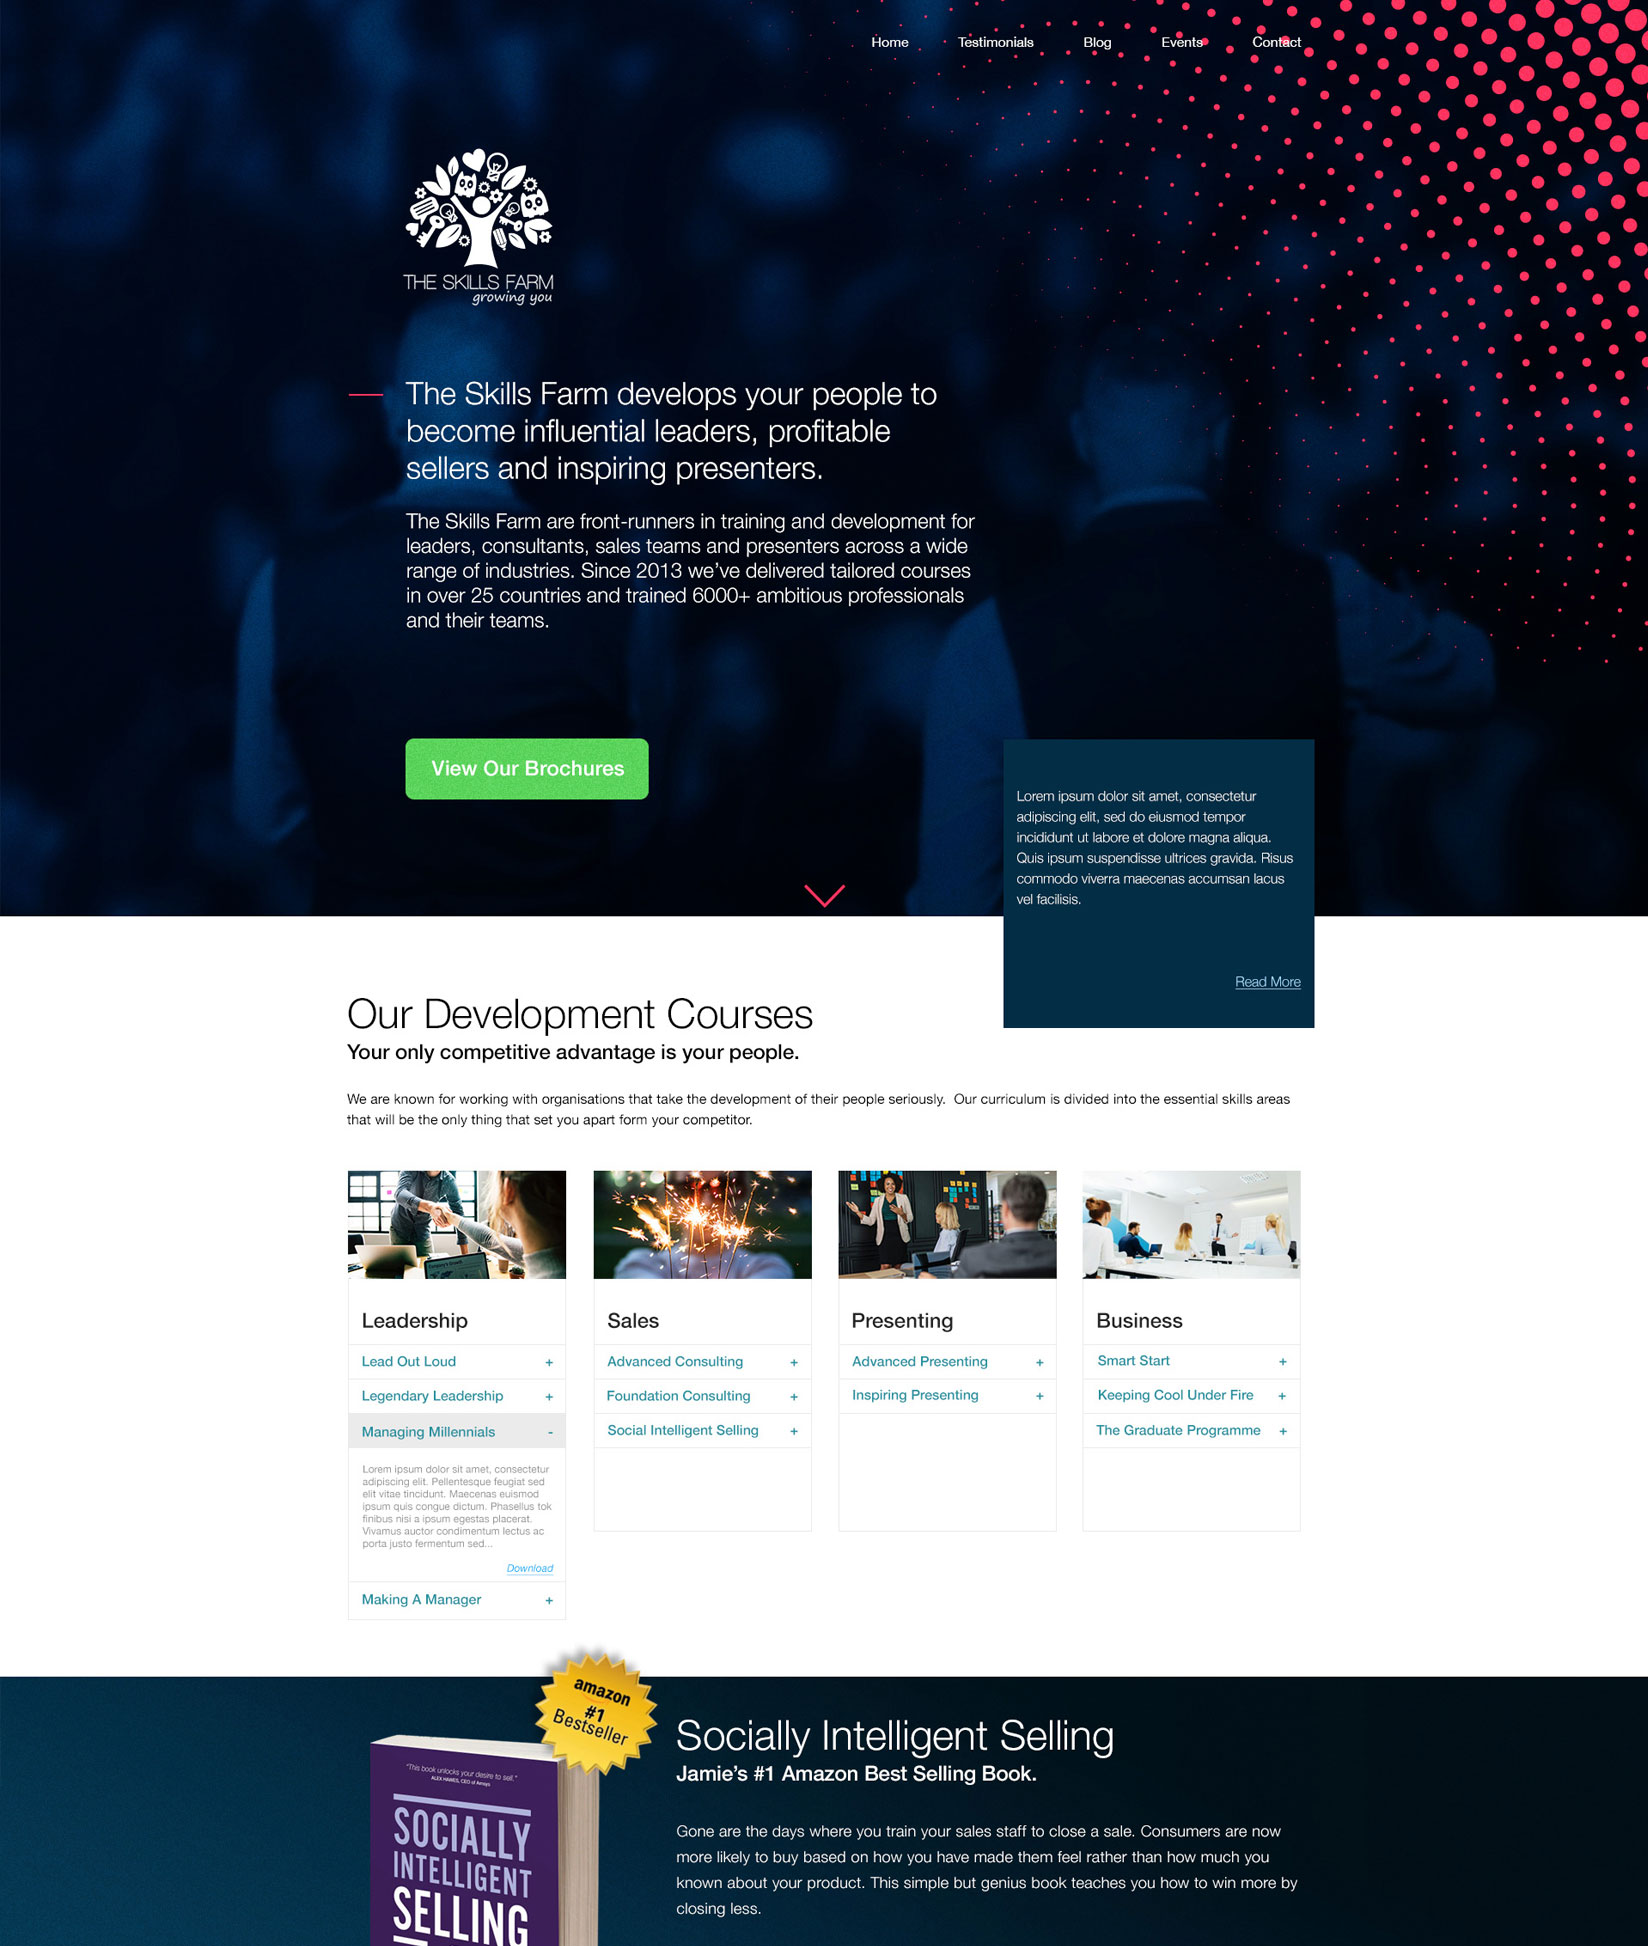 Home Testimonials Blog Events Contact
THE SKILLS FARM
growing you
The Skills Farm develops your people to
become influential leaders, profitable
sellers and inspiring presenters.
The Skills Farm are front-runners in training and development for
leaders, consultants, sales teams and presenters across a wide
range of industries. Since 2013 we've delivered tailored courses
in over 25 countries and trained 6000+ ambitious professionals
and their teams.
View Our Brochures
Lorem ipsum dolor sit amet, consectetur
adipiscing elit, sed do eiusmod tempor
incididunt ut labore et dolore magna aliqua.
Quis ipsum suspendisse ultrices gravida. Risus
commodo viverra maecenas accumsan lacus
vel facilisis.
Read More
Our Development Courses
Your only competitive advantage is your people.
We are known for working with organisations that take the development of their people seriously.  Our curriculum is divided into the essential skills areas
that will be the only thing that set you apart form your competitor.
Leadership
Lead Out Loud +
Legendary Leadership +
Managing Millennials -
Lorem ipsum dolor sit amet, consectetur
adipiscing elit. Pellentesque feugiat sed
elit vitae tincidunt. Maecenas euismod
ipsum quis congue dictum. Phasellus tok
finibus nisi a ipsum egestas placerat.
Vivamus auctor condimentum lectus ac
porta justo fermentum sed...
Download
Making A Manager +
Sales
Advanced Consulting +
Foundation Consulting +
Social Intelligent Selling +
Presenting
Advanced Presenting +
Inspiring Presenting +
Business
Smart Start +
Keeping Cool Under Fire +
The Graduate Programme +
amazon
#1
Bestseller
"This book unlocks your desire to sell."
ALEX HAWES, CEO of Amsys
SOCIALLY
INTELLIGENT
SELLING
Socially Intelligent Selling
Jamie's #1 Amazon Best Selling Book.
Gone are the days where you train your sales staff to close a sale. Consumers are now
more likely to buy based on how you have made them feel rather than how much you
known about your product. This simple but genius book teaches you how to win more by
closing less.